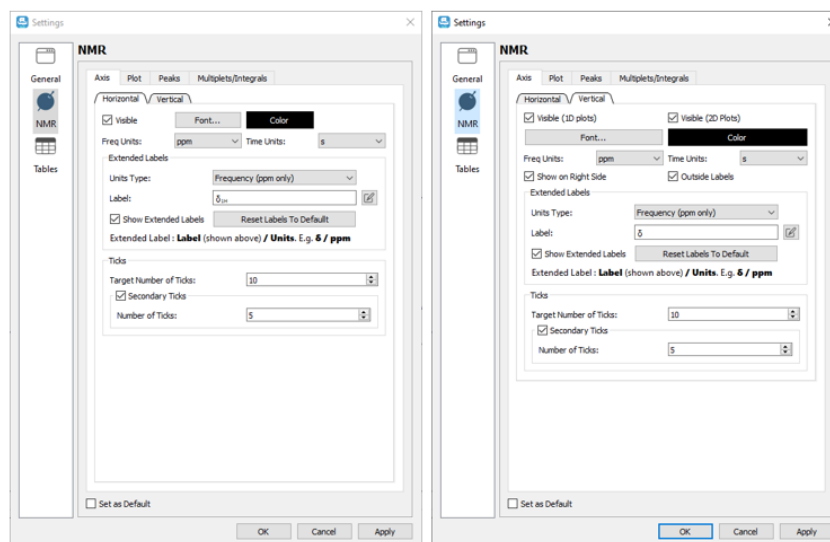 Settings
NMR
General
NMR
Tables
Axis Plot Peaks Multiplets/Integrals
Horizontal Vertical
Visible Font... Color
Freq Units: ppm Time Units: s
Extended Labels
Units Type: Frequency (ppm only)
Label: δ₁H
Show Extended Labels Reset Labels To Defaullt
Extended Label : Label (shown above) / Units. E.g. δ / ppm
Ticks
Target Number of Ticks: 10
Secondary Ticks
Number of Ticks: 5
Set as Default
OK Cancel Apply
Settings
NMR
General
NMR
Tables
Axis Plot Peaks Multiplets/Integrals
Horizontal Vertical
Visible (1D plots) Visible (2D Plots)
Font... Color
Freq Units: ppm Time Units: s
Show on Right Side Outside Labels
Extended Labels
Units Type: Frequency (ppm only)
Label: δ
Show Extended Labels Reset Labels To Default
Extended Label : Label (shown above) / Units. E.g. δ / ppm
Ticks
Target Number of Ticks: 10
Secondary Ticks
Number of Ticks: 5
Set as Default
OK Cancel Apply